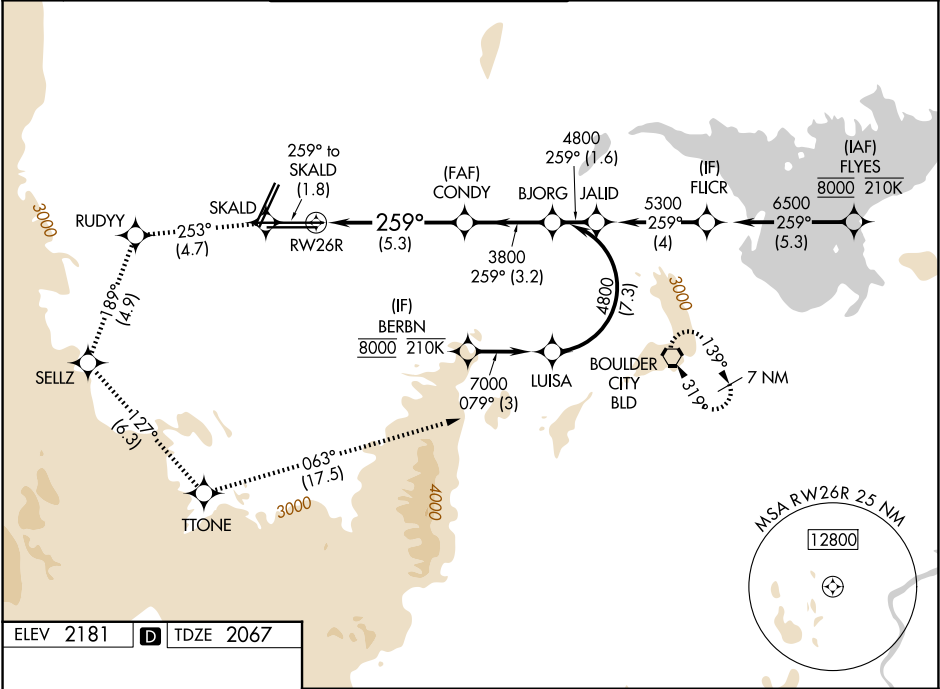 259° to
SKALD
(1.8)
4800
259° (1.6)
(FAF)
CONDY
BJORG
JALID
(IF)
FLICR
(IAF)
FLYES
8000 210K
3000
RUDYY
SKALD
253°
(4.7)
RW26R
259°
(5.3)
3800
259° (3.2)
5300
259°
(4)
6500
259°
(5.3)
189°
(4.9)
(IF)
BERBN
8000 210K
4800
(7.3)
3000
SELLZ
7000
079° (3)
LUISA
BOULDER
CITY
BLD
139°
319°
7 NM
127°
(6.3)
063°
(17.5)
TTONE
3000
4000
MSA RW26R 25 NM
12800
ELEV 2181 D TDZE 2067